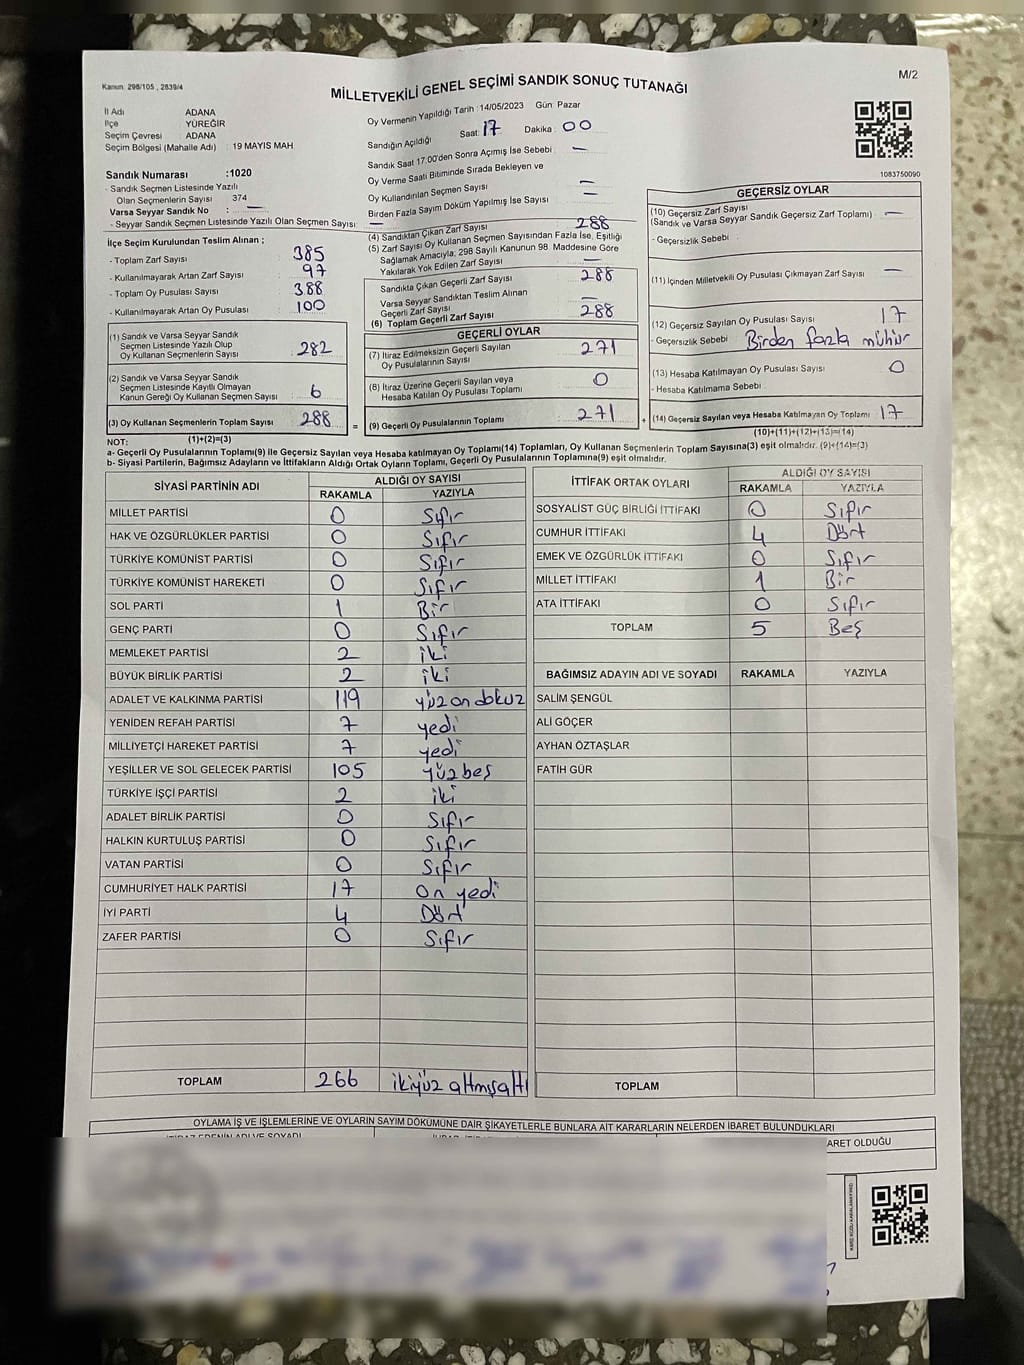 Kanun 298/105 , 2839/4
M/2
MİLLETVEKİLİ GENEL SEÇİMİ SANDIK SONUÇ TUTANAĞI
İl Adı ADANA
İlçe YÜREĞİR
Seçim Çevresi ADANA
Seçim Bölgesi (Mahalle Adı) : 19 MAYIS MAH
Sandık Numarası :1020
- Sandık Seçmen Listesinde Yazılı
Olan Seçmenlerin Sayısı 374
Varsa Seyyar Sandık No : —
- Seyyar Sandık Seçmen Listesinde Yazılı Olan Seçmen Sayısı: —
Oy Vermenin Yapıldığı Tarih :14/05/2023 Gün: Pazar
Sandığın Açıldığı Saat: 17 Dakika : 00
Sandık Saat 17.00'den Sonra Açımış İse Sebebi : —
Oy Verme Saati Bitiminde Sırada Bekleyen ve
Oy Kullandırılan Seçmen Sayısı : —
Birden Fazla Sayım Döküm Yapılmış İse Sayısı : —
1083750090
İlçe Seçim Kurulundan Teslim Alınan ;
- Toplam Zarf Sayısı : 385
- Kullanılmayarak Artan Zarf Sayısı : 97
- Toplam Oy Pusulası Sayısı : 388
- Kullanılmayarak Artan Oy Pusulası : 100
(1) Sandık ve Varsa Seyyar Sandık
Seçmen Listesinde Yazılı Olup
Oy Kullanan Seçmenlerin Sayısı : 282
(2) Sandık ve Varsa Seyyar Sandık
Seçmen Listesinde Kayıtlı Olmayan
Kanun Gereği Oy Kullanan Seçmen Sayısı : 6
(3) Oy Kullanan Seçmenlerin Toplam Sayısı : 288
(1)+(2)=(3)
(4) Sandıktan Çıkan Zarf Sayısı : 288
(5) Zarf Sayısı Oy Kullanan Seçmen Sayısından Fazla İse, Eşitliği
Sağlamak Amacıyla; 298 Sayılı Kanunun 98. Maddesine Göre
Yakılarak Yok Edilen Zarf Sayısı : —
Sandıkta Çıkan Geçerli Zarf Sayısı : 288
Varsa Seyyar Sandıktan Teslim Alınan
Geçerli Zarf Sayısı : —
(6) Toplam Geçerli Zarf Sayısı : 288
GEÇERLİ OYLAR
(7) İtiraz Edilmeksizin Geçerli Sayılan
Oy Pusulalarının Sayısı : 271
(8) İtiraz Üzerine Geçerli Sayılan veya
Hesaba Katılan Oy Pusulası Toplamı : 0
= (9) Geçerli Oy Pusulalarının Toplamı : 271
GEÇERSİZ OYLAR
(10) Geçersiz Zarf Sayısı
(Sandık ve Varsa Seyyar Sandık Geçersiz Zarf Toplamı) : —
- Geçersizlik Sebebi :
(11) İçinden Milletvekili Oy Pusulası Çıkmayan Zarf Sayısı : —
(12) Geçersiz Sayılan Oy Pusulası Sayısı : 17
- Geçersizlik Sebebi : Birden fazla mühür
(13) Hesaba Katılmayan Oy Pusulası Sayısı : 0
- Hesaba Katılmama Sebebi :
+ (14) Geçersiz Sayılan veya Hesaba Katılmayan Oy Toplamı : 17
(10)+(11)+(12)+(13)=(14)
NOT:
a- Geçerli Oy Pusulalarının Toplamı(9) ile Geçersiz Sayılan veya Hesaba katılmayan Oy Toplamı(14) Toplamları, Oy Kullanan Seçmenlerin Toplam Sayısına(3) eşit olmalıdır. (9)+(14)=(3)
b- Siyasi Partilerin, Bağımsız Adayların ve İttifakların Aldığı Ortak Oyların Toplamı, Geçerli Oy Pusulalarının Toplamına(9) eşit olmalıdır.
SİYASİ PARTİNİN ADI ALDIĞI OY SAYISI
RAKAMLA YAZIYLA
MİLLET PARTİSİ 0 Sıfır
HAK VE ÖZGÜRLÜKLER PARTİSİ 0 Sıfır
TÜRKİYE KOMÜNİST PARTİSİ 0 Sıfır
TÜRKİYE KOMÜNİST HAREKETİ 0 Sıfır
SOL PARTİ 1 Bir
GENÇ PARTİ 0 Sıfır
MEMLEKET PARTİSİ 2 iki
BÜYÜK BİRLİK PARTİSİ 2 iki
ADALET VE KALKINMA PARTİSİ 119 yüz on dokuz
YENİDEN REFAH PARTİSİ 7 yedi
MİLLİYETÇİ HAREKET PARTİSİ 7 yedi
YEŞİLLER VE SOL GELECEK PARTİSİ 105 yüz beş
TÜRKİYE İŞÇİ PARTİSİ 2 iki
ADALET BİRLİK PARTİSİ 0 Sıfır
HALKIN KURTULUŞ PARTİSİ 0 Sıfır
VATAN PARTİSİ 0 Sıfır
CUMHURİYET HALK PARTİSİ 17 on yedi
İYİ PARTİ 4 Dört
ZAFER PARTİSİ 0 Sıfır
TOPLAM 266 ikiyüz altmışaltı
İTTİFAK ORTAK OYLARI ALDIĞI OY SAYISI
RAKAMLA YAZIYLA
SOSYALİST GÜÇ BİRLİĞİ İTTİFAKI 0 Sıfır
CUMHUR İTTİFAKI 4 Dört
EMEK VE ÖZGÜRLÜK İTTİFAKI 0 Sıfır
MİLLET İTTİFAKI 1 Bir
ATA İTTİFAKI 0 Sıfır
TOPLAM 5 Beş
BAĞIMSIZ ADAYIN ADI VE SOYADI RAKAMLA YAZIYLA
SALİM ŞENGÜL
ALİ GÖÇER
AYHAN ÖZTAŞLAR
FATİH GÜR
TOPLAM
OYLAMA İŞ VE İŞLEMLERİNE VE OYLARIN SAYIM DÖKÜMÜNE DAİR ŞİKAYETLERLE BUNLARA AİT KARARLARIN NELERDEN İBARET BULUNDUKLARI
ARET OLDUĞU